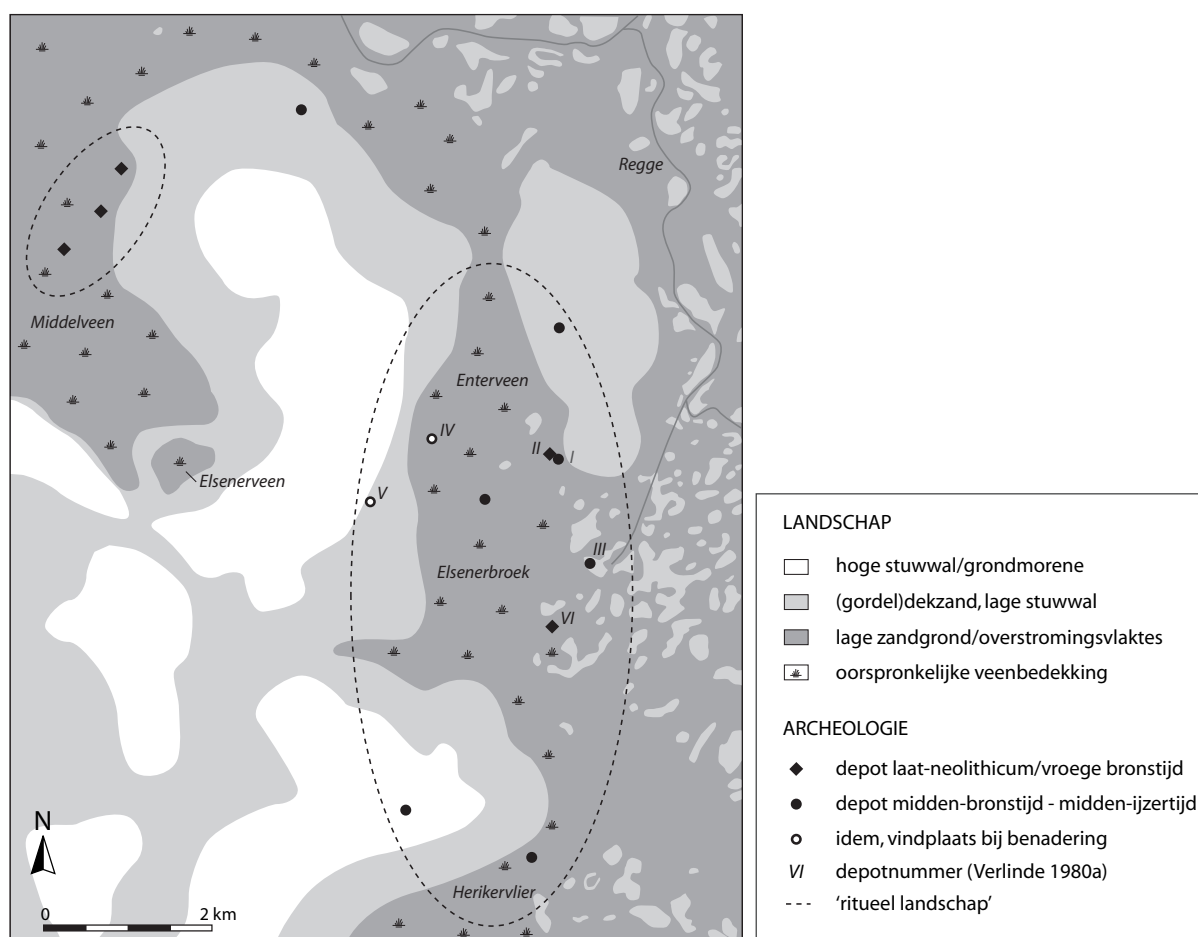 Regge
Middelveen
Enterveen
IV
II
I
Elsenerveen
V
III
Elsenerbroek
VI
N
Herikervlier
0
2 km
LANDSCHAP
hoge stuwwal/grondmorene
(gordel)dekzand, lage stuwwal
lage zandgrond/overstromingsvlaktes
oorspronkelijke veenbedekking
ARCHEOLOGIE
depot laat-neolithicum/vroege bronstijd
depot midden-bronstijd - midden-ijzertijd
idem, vindplaats bij benadering
VI depotnummer (Verlinde 1980a)
'ritueel landschap'